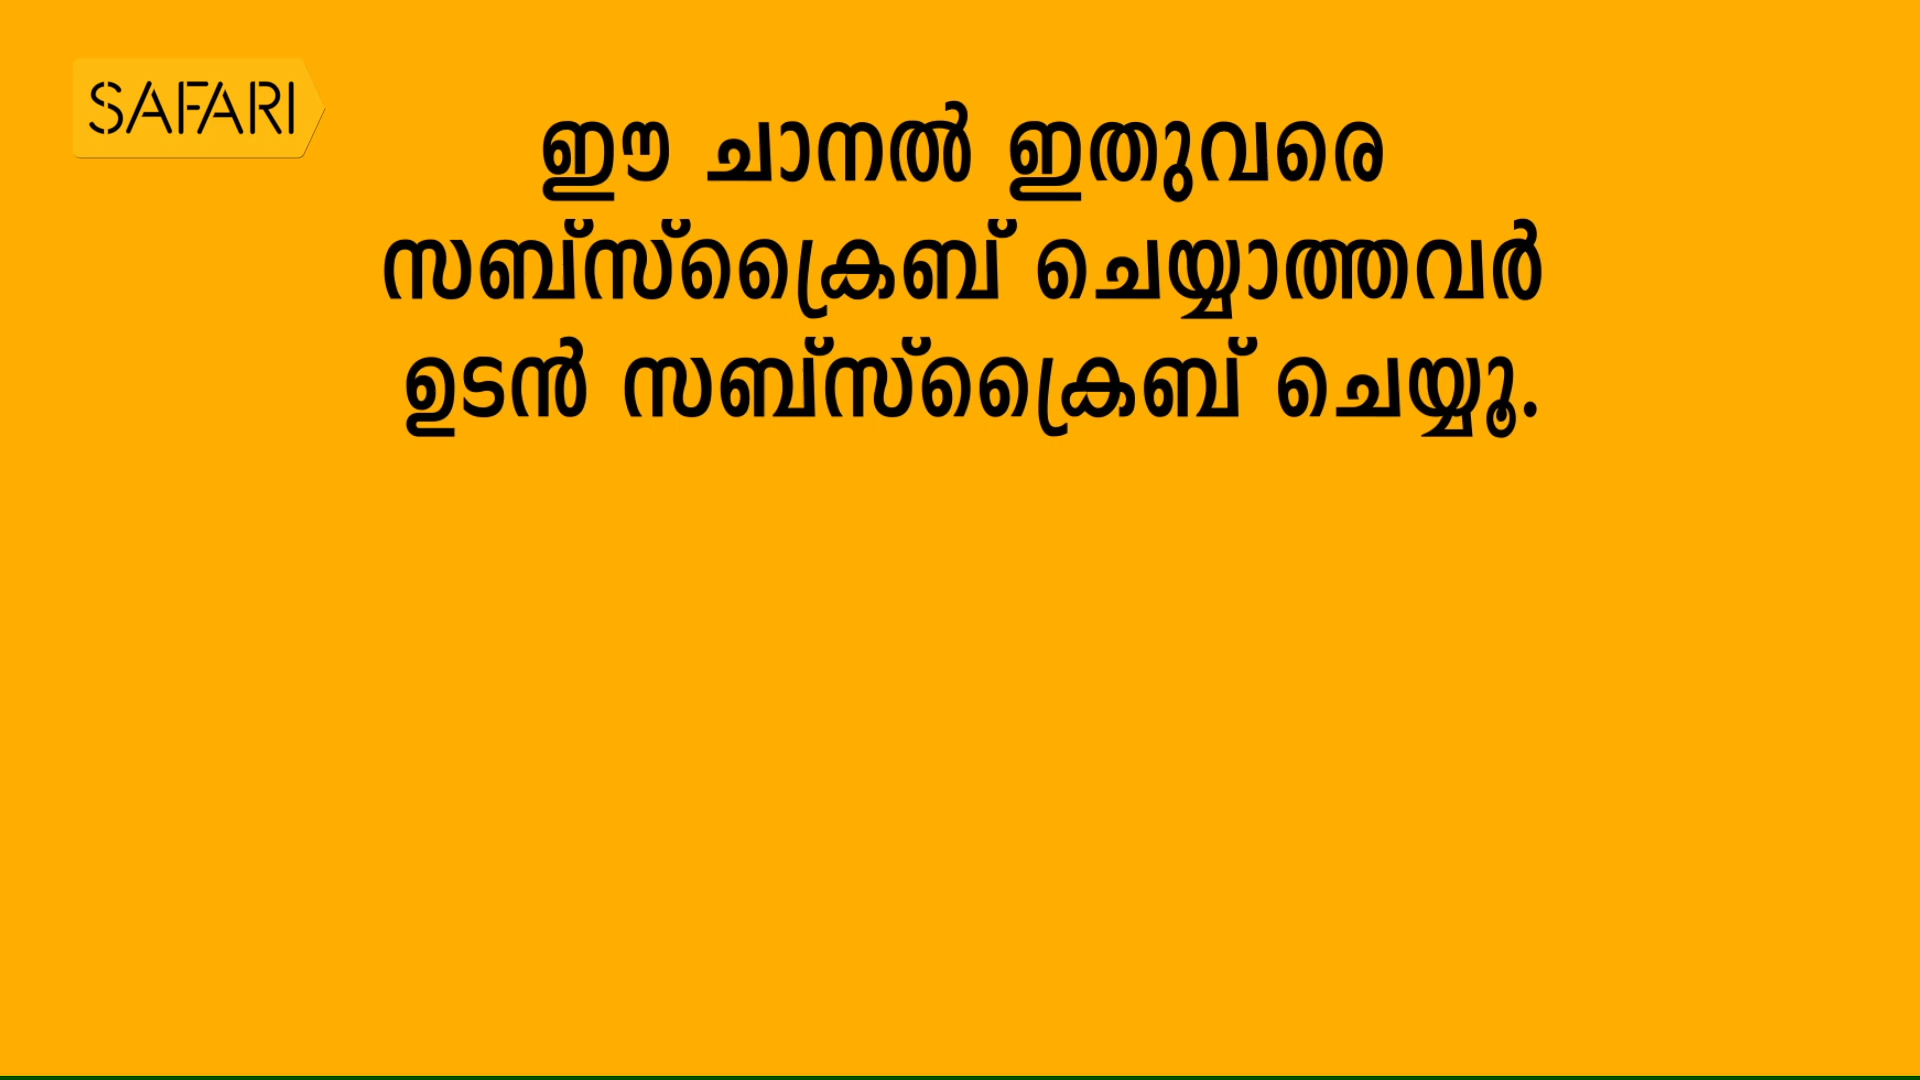 SAFARI
ഈ ചാനൽ ഇതുവരെ
സബ്സ്ക്രൈബ് ചെയ്യാത്തവർ
ഉടൻ സബ്സ്ക്രൈബ് ചെയ്യൂ.